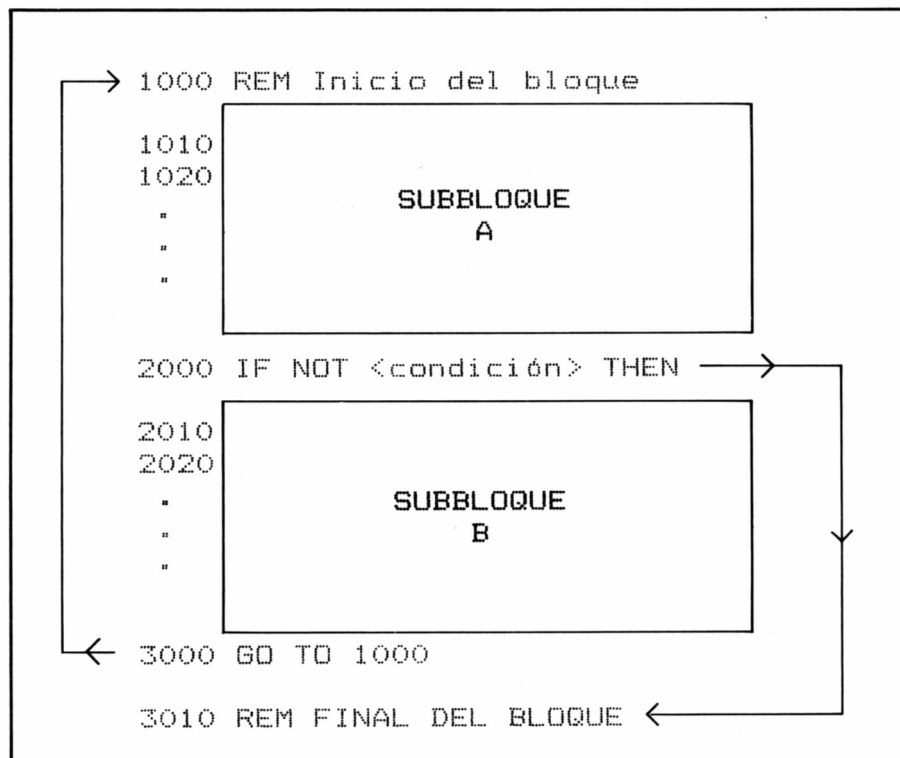 1000 REM Inicio del bloque
1010
1020
"
"
"
SUBBLOQUE
A
2000 IF NOT <condición> THEN
2010
2020
"
"
"
SUBBLOQUE
B
3000 GO TO 1000
3010 REM FINAL DEL BLOQUE